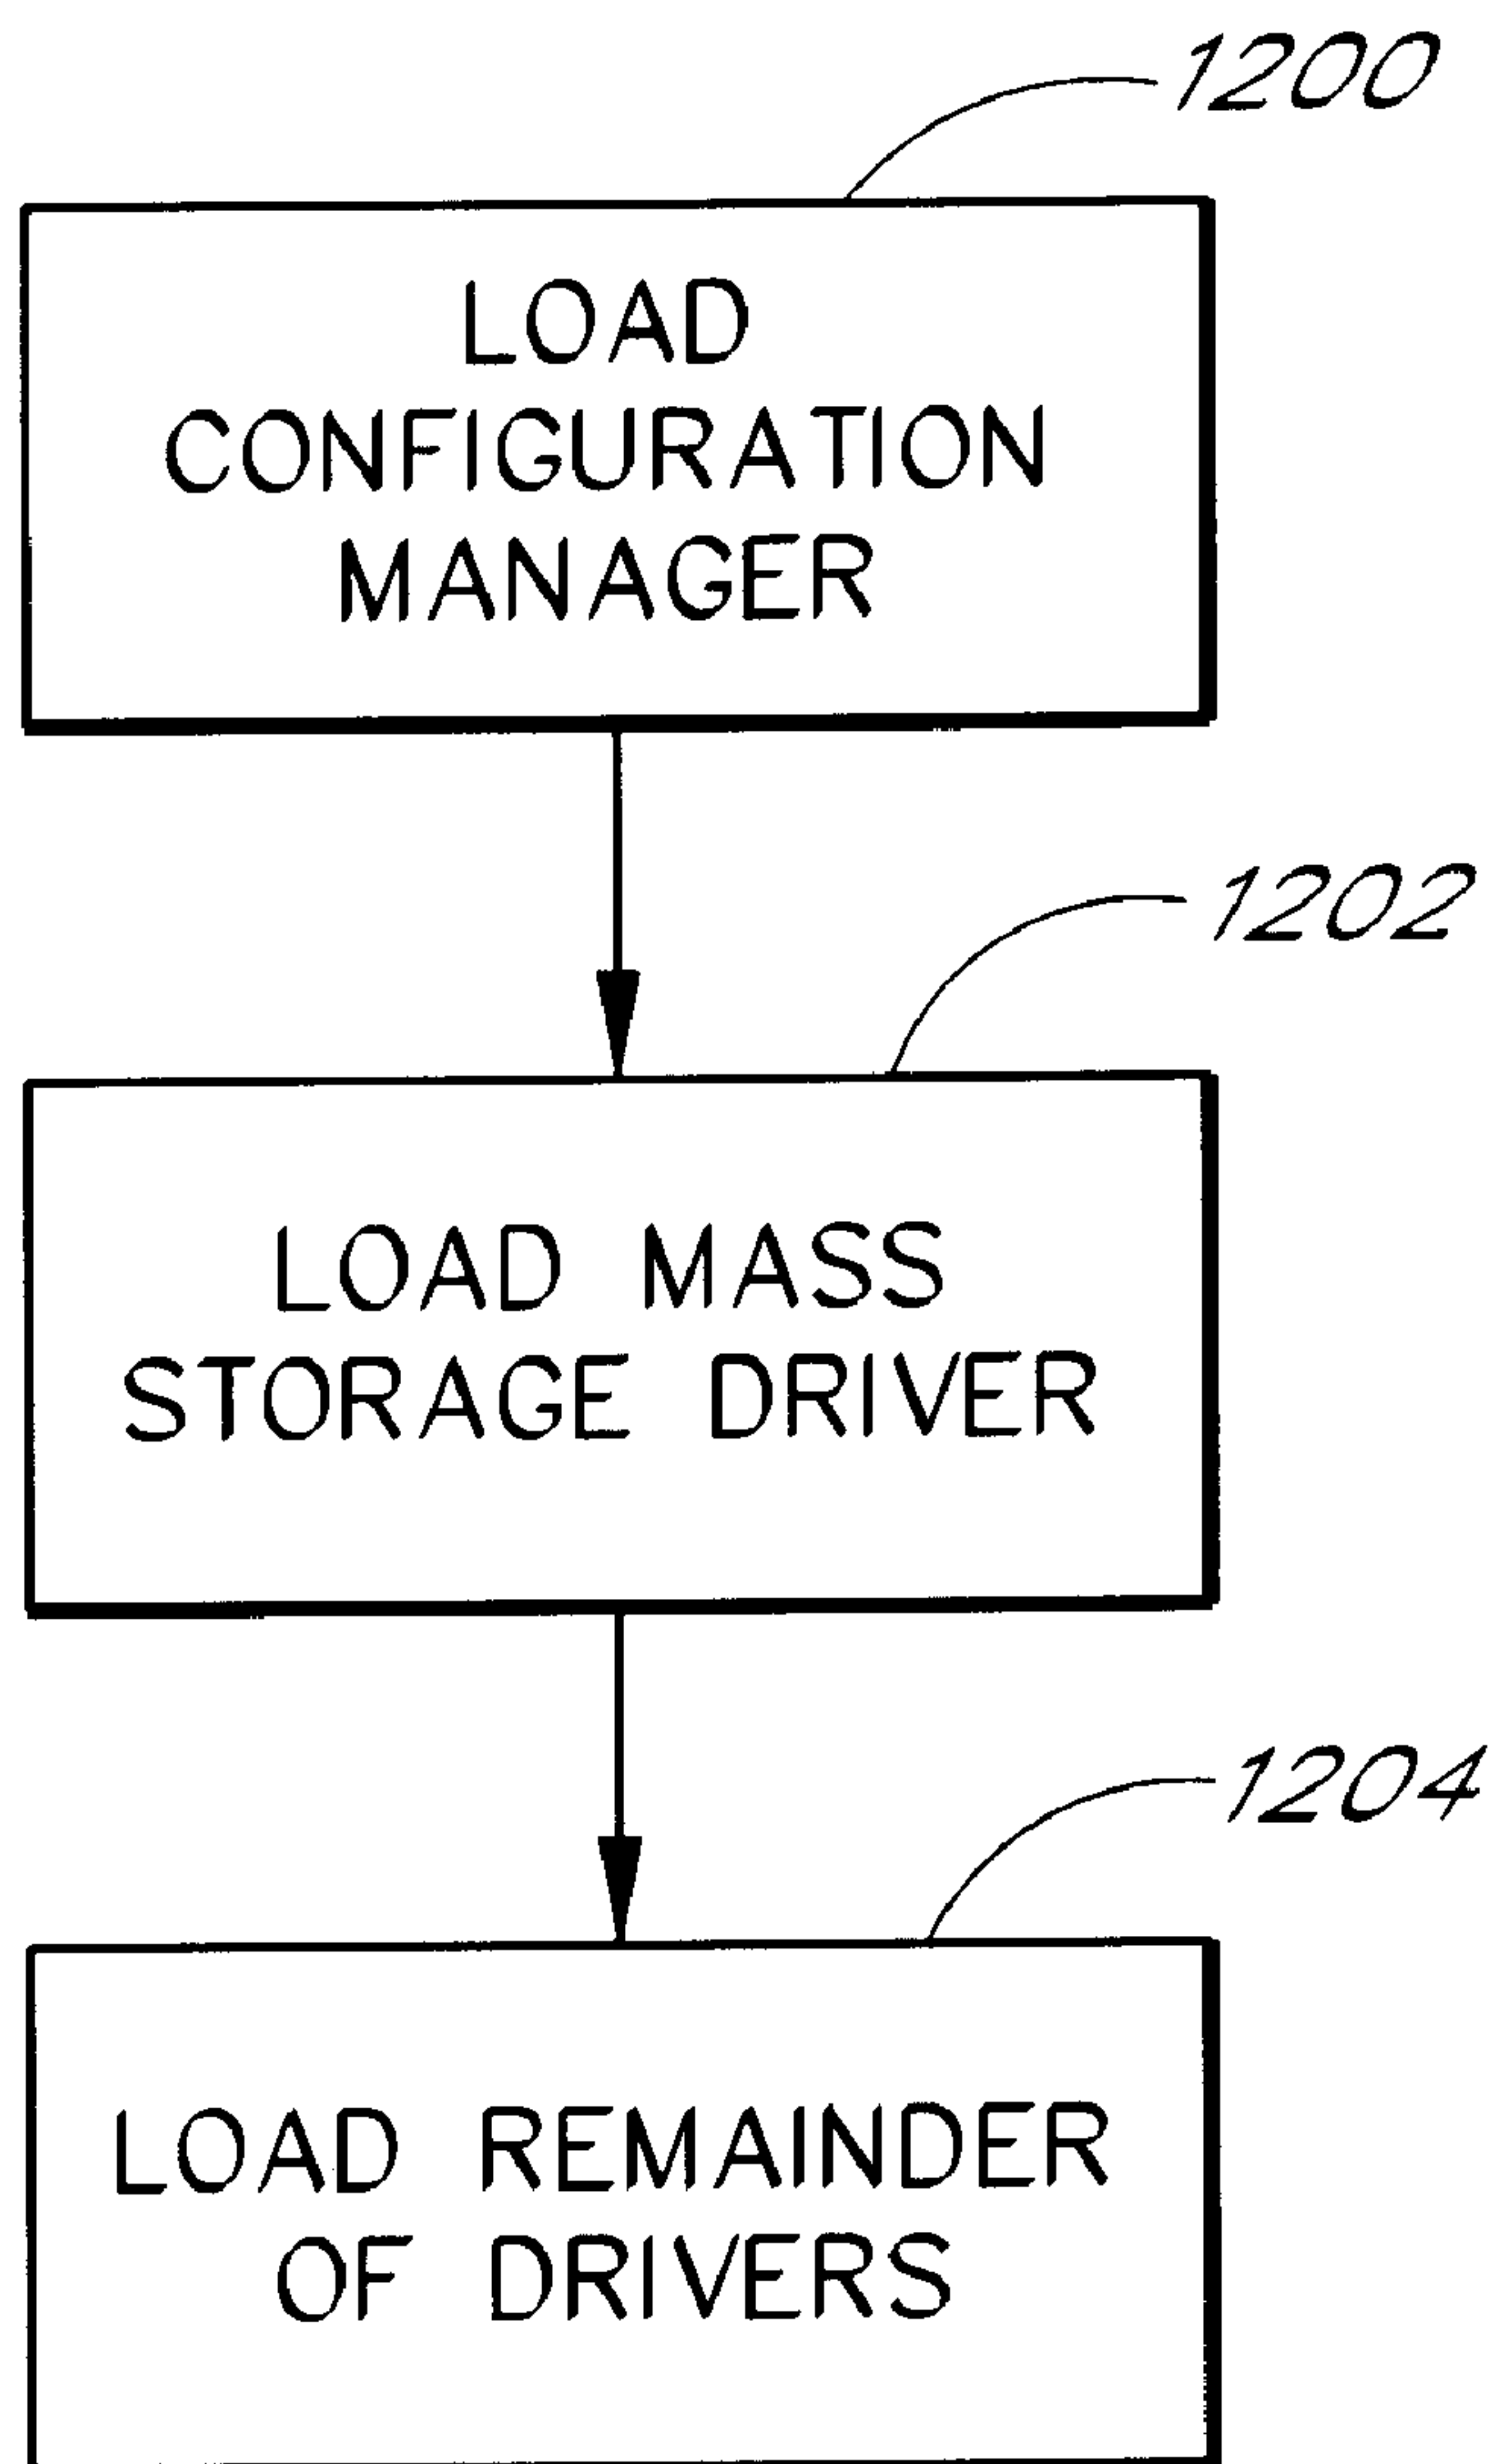 1200
LOAD
CONFIGURATION
MANAGER
1202
LOAD MASS
STORAGE DRIVER
1204
LOAD REMAINDER
OF DRIVERS